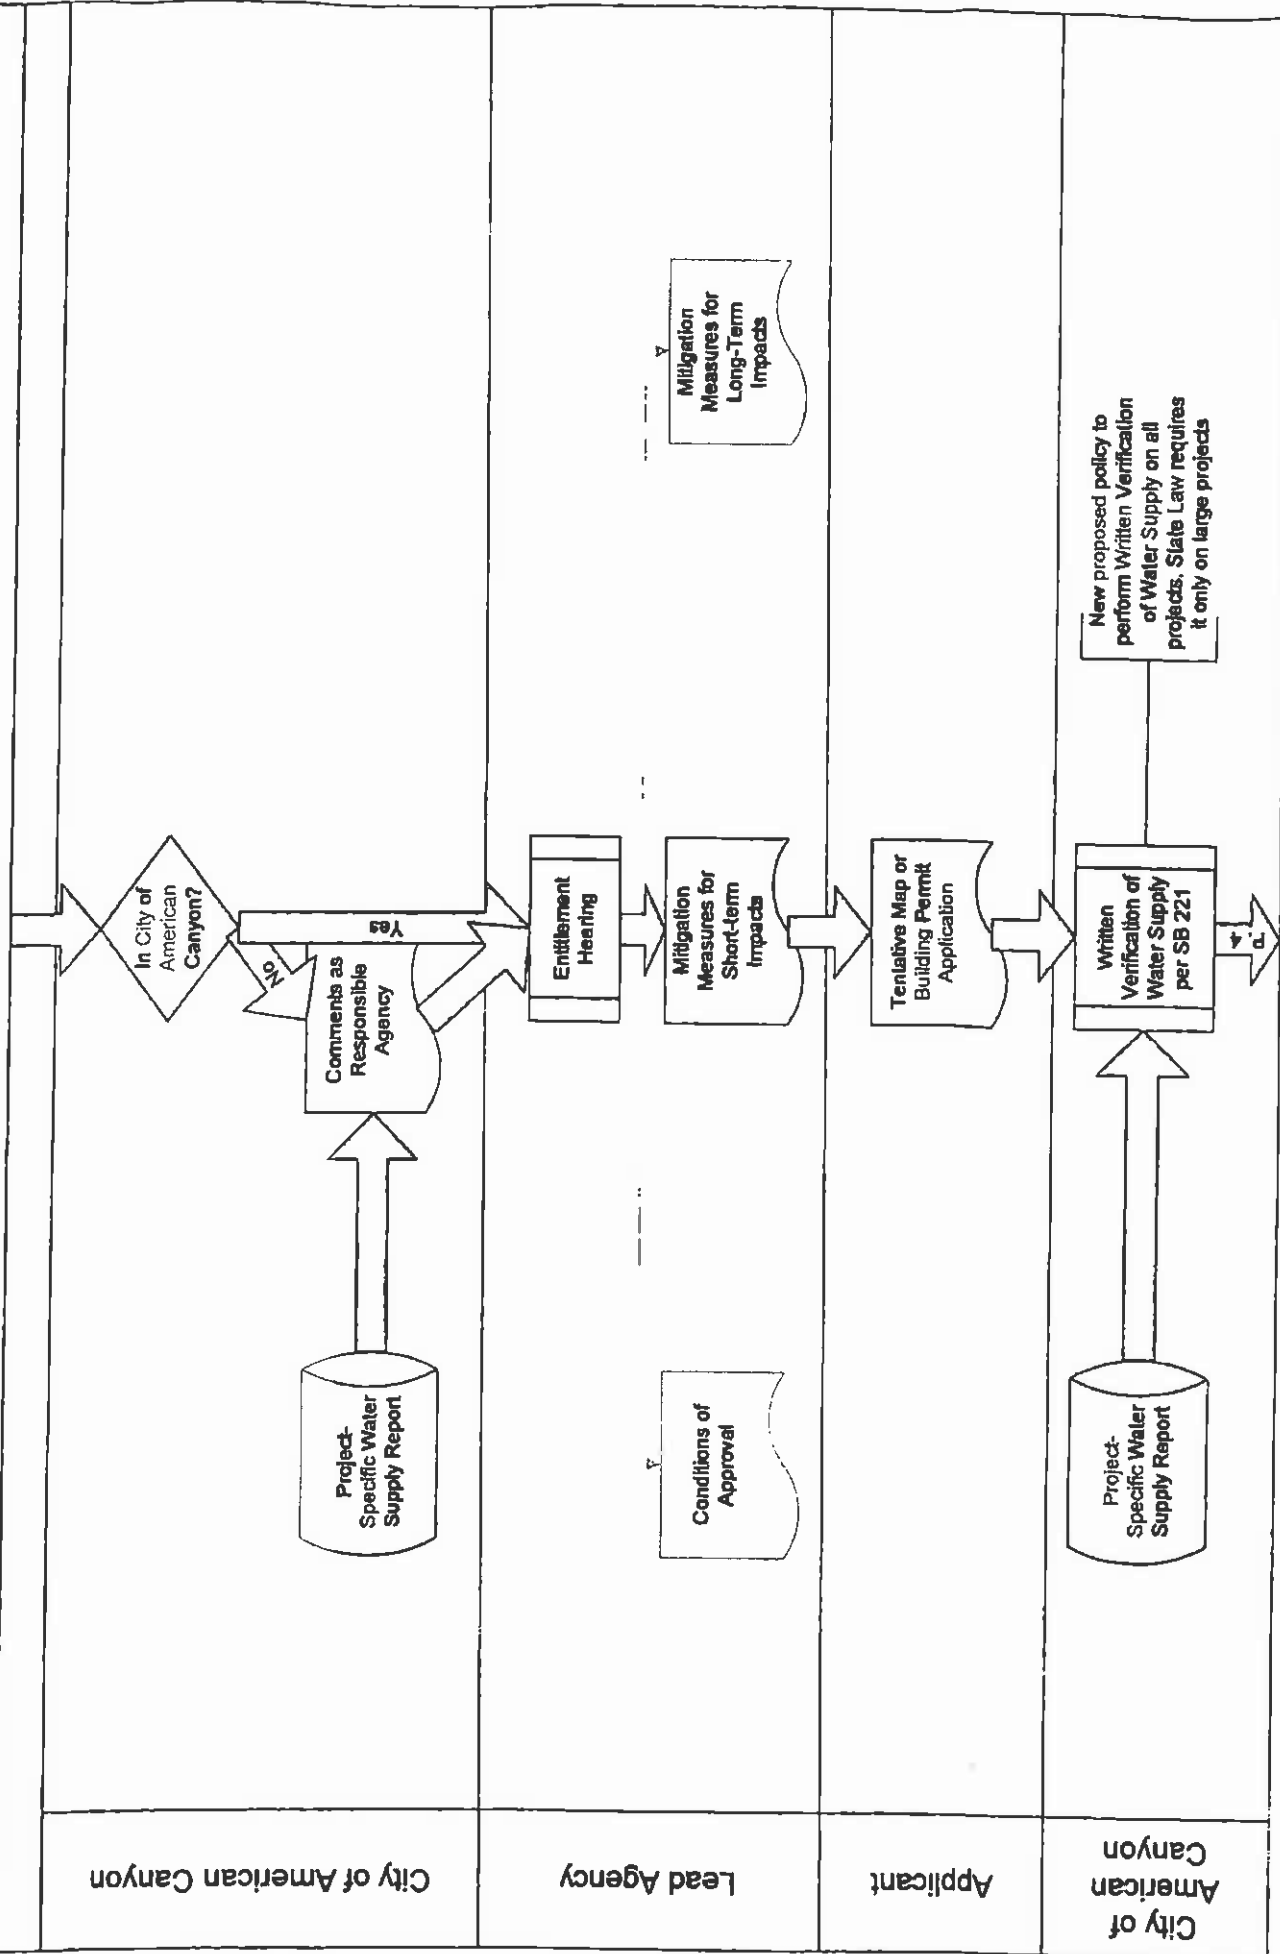 In City of
American
Canyon?
No
Yes
Comments as
Responsible
Agency
Project-
Specific Water
Supply Report
City of American Canyon
Entitlement
Hearing
Mitigation
Measures for
Short-term
Impacts
Mitigation
Measures for
Long-Term
Impacts
Conditions of
Approval
Lead Agency
Tentative Map or
Building Permit
Application
Applicant
Written
Verification of
Water Supply
per SB 221
New proposed policy to
perform Written Verification
of Water Supply on all
projects. State Law requires
it only on large projects
Project-
Specific Water
Supply Report
p.
4
City of
American
Canyon